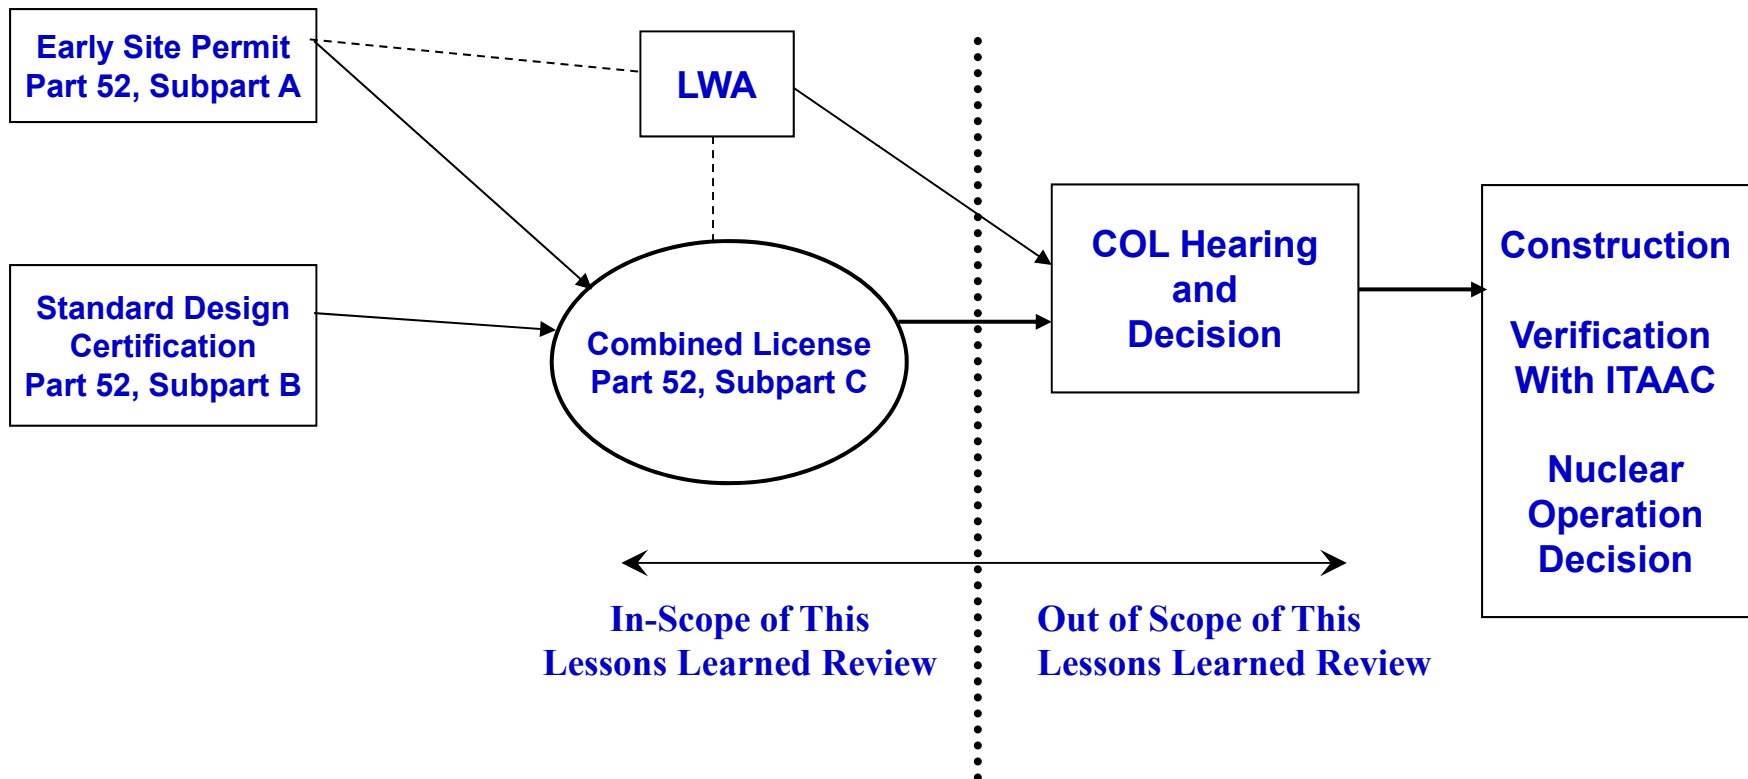 Early Site Permit
Part 52, Subpart A
LWA
Standard Design
Certification
Part 52, Subpart B
Combined License
Part 52, Subpart C
COL Hearing
and
Decision
Construction
Verification
With ITAAC
Nuclear
Operation
Decision
In-Scope of This
Lessons Learned Review
Out of Scope of This
Lessons Learned Review